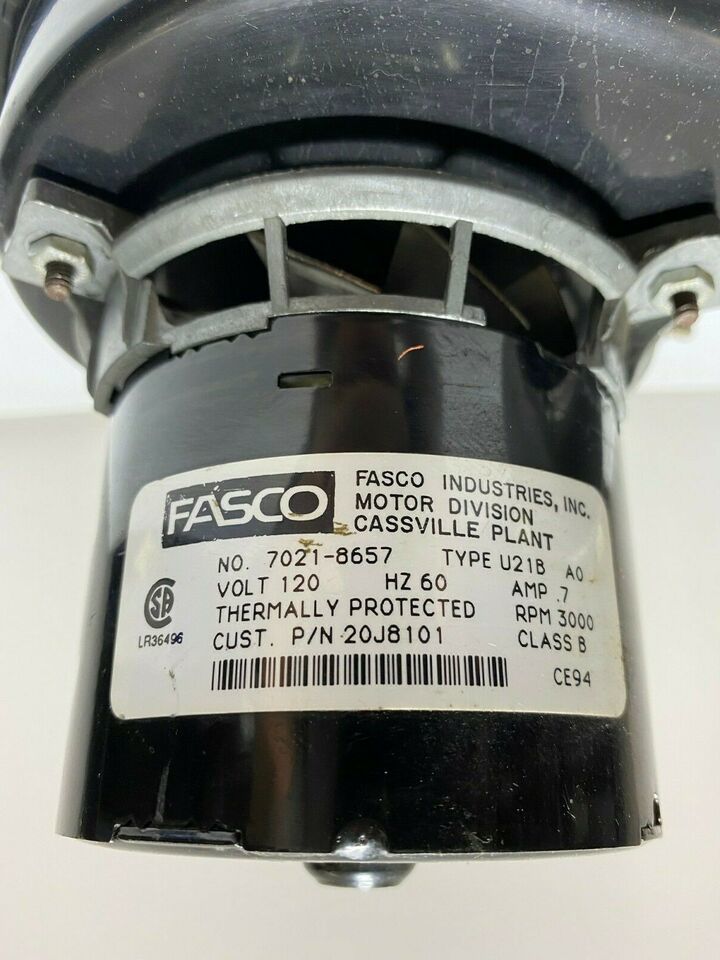 FASCO
FASCO INDUSTRIES, INC.
MOTOR DIVISION
CASSVILLE PLANT
NO. 7021-8657 TYPE U21B A0
VOLT 120 HZ 60 AMP .7
THERMALLY PROTECTED RPM 3000
CUST. P/N 20J8101 CLASS B
SA
LR36496
CE94